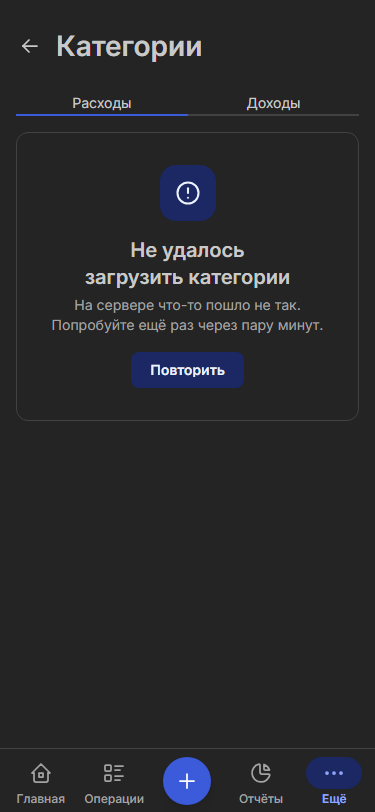 Категории
Расходы
Доходы
Не удалось
загрузить категории
На сервере что-то пошло не так.
Попробуйте ещё раз через пару минут.
Повторить
Главная
Операции
Отчёты
Ещё